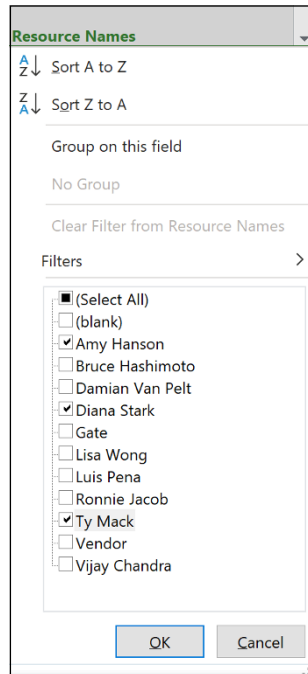 Resource Names
Sort A to Z
Sort Z to A
Group on this field
No Group
Clear Filter from Resource Names
Filters
(Select All)
(blank)
Amy Hanson
Bruce Hashimoto
Damian Van Pelt
Diana Stark
Gate
Lisa Wong
Luis Pena
Ronnie Jacob
Ty Mack
Vendor
Vijay Chandra
OK Cancel